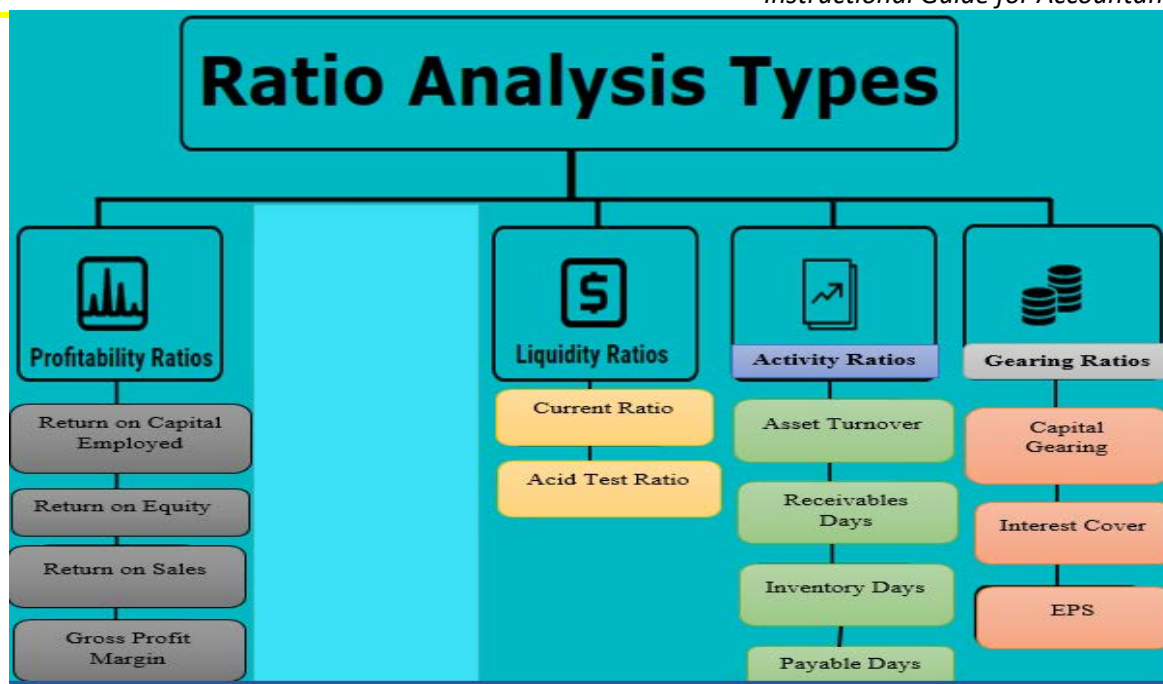 Instructional Guide for Accountan
Ratio Analysis Types
Profitability Ratios
Return on Capital
Employed
Return on Equity
Return on Sales
Gross Profit
Margin
Liquidity Ratios
Current Ratio
Acid Test Ratio
Activity Ratios
Asset Turnover
Receivables
Days
Inventory Days
Payable Days
Gearing Ratios
Capital
Gearing
Interest Cover
EPS